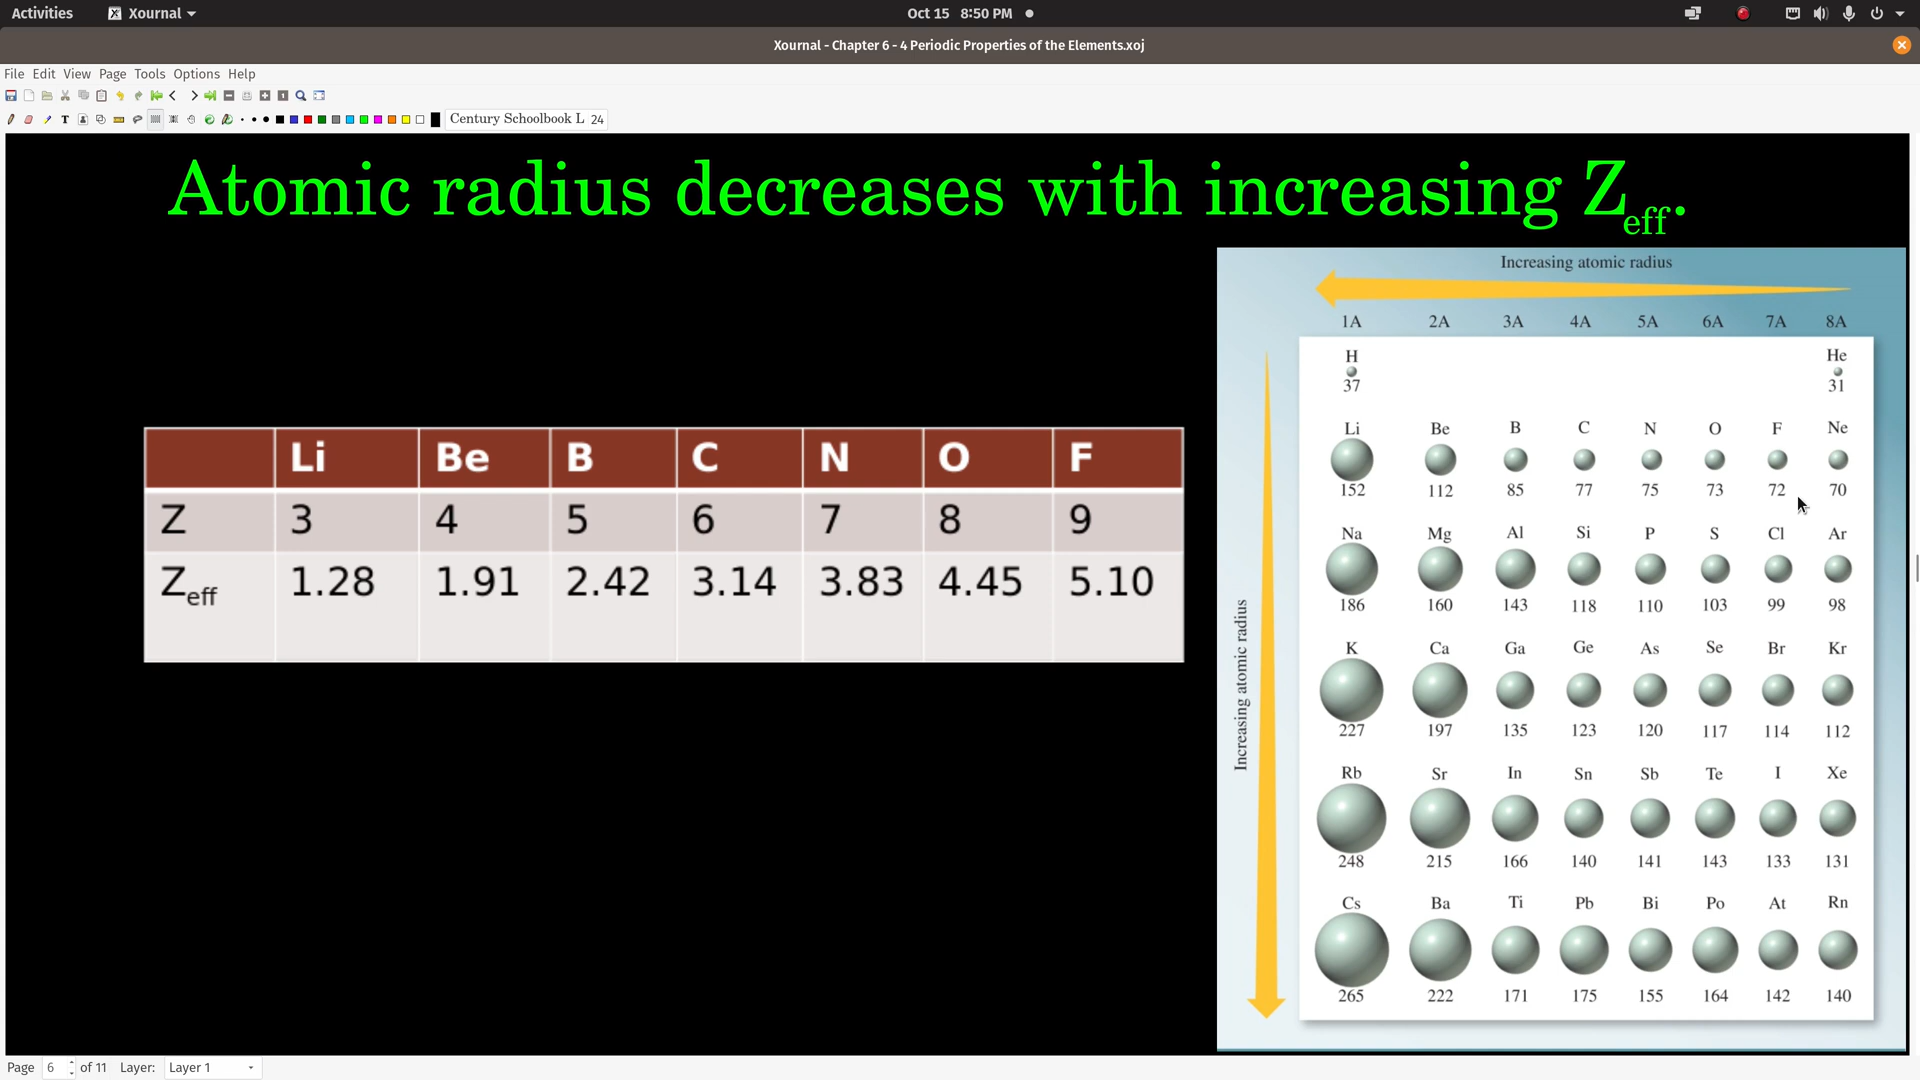 Activities Xournal Oct 15 8:50 PM
Xournal - Chapter 6 - 4 Periodic Properties of the Elements.xoj
File Edit View Page Tools Options Help
Century Schoolbook L 24
Atomic radius decreases with increasing Zeff.
Li Be B C N O F
Z 3 4 5 6 7 8 9
Zeff 1.28 1.91 2.42 3.14 3.83 4.45 5.10
Increasing atomic radius
1A 2A 3A 4A 5A 6A 7A 8A
Increasing atomic radius
H He
37 31
Li Be B C N O F Ne
152 112 85 77 75 73 72 70
Na Mg Al Si P S Cl Ar
186 160 143 118 110 103 99 98
K Ca Ga Ge As Se Br Kr
227 197 135 123 120 117 114 112
Rb Sr In Sn Sb Te I Xe
248 215 166 140 141 143 133 131
Cs Ba Ti Pb Bi Po At Rn
265 222 171 175 155 164 142 140
Page 6 of 11 Layer: Layer 1